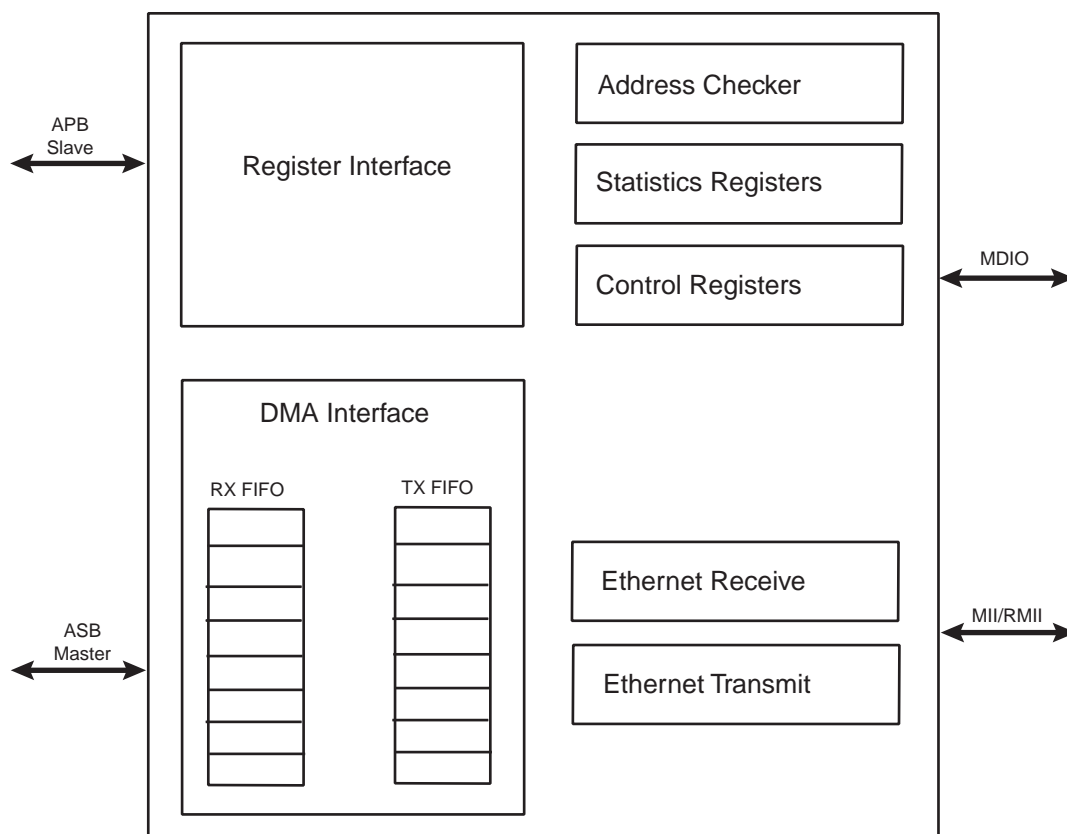 APB
Slave
Register Interface
Address Checker
Statistics Registers
Control Registers
MDIO
DMA Interface
RX FIFO
TX FIFO
ASB
Master
Ethernet Receive
Ethernet Transmit
MII/RMII